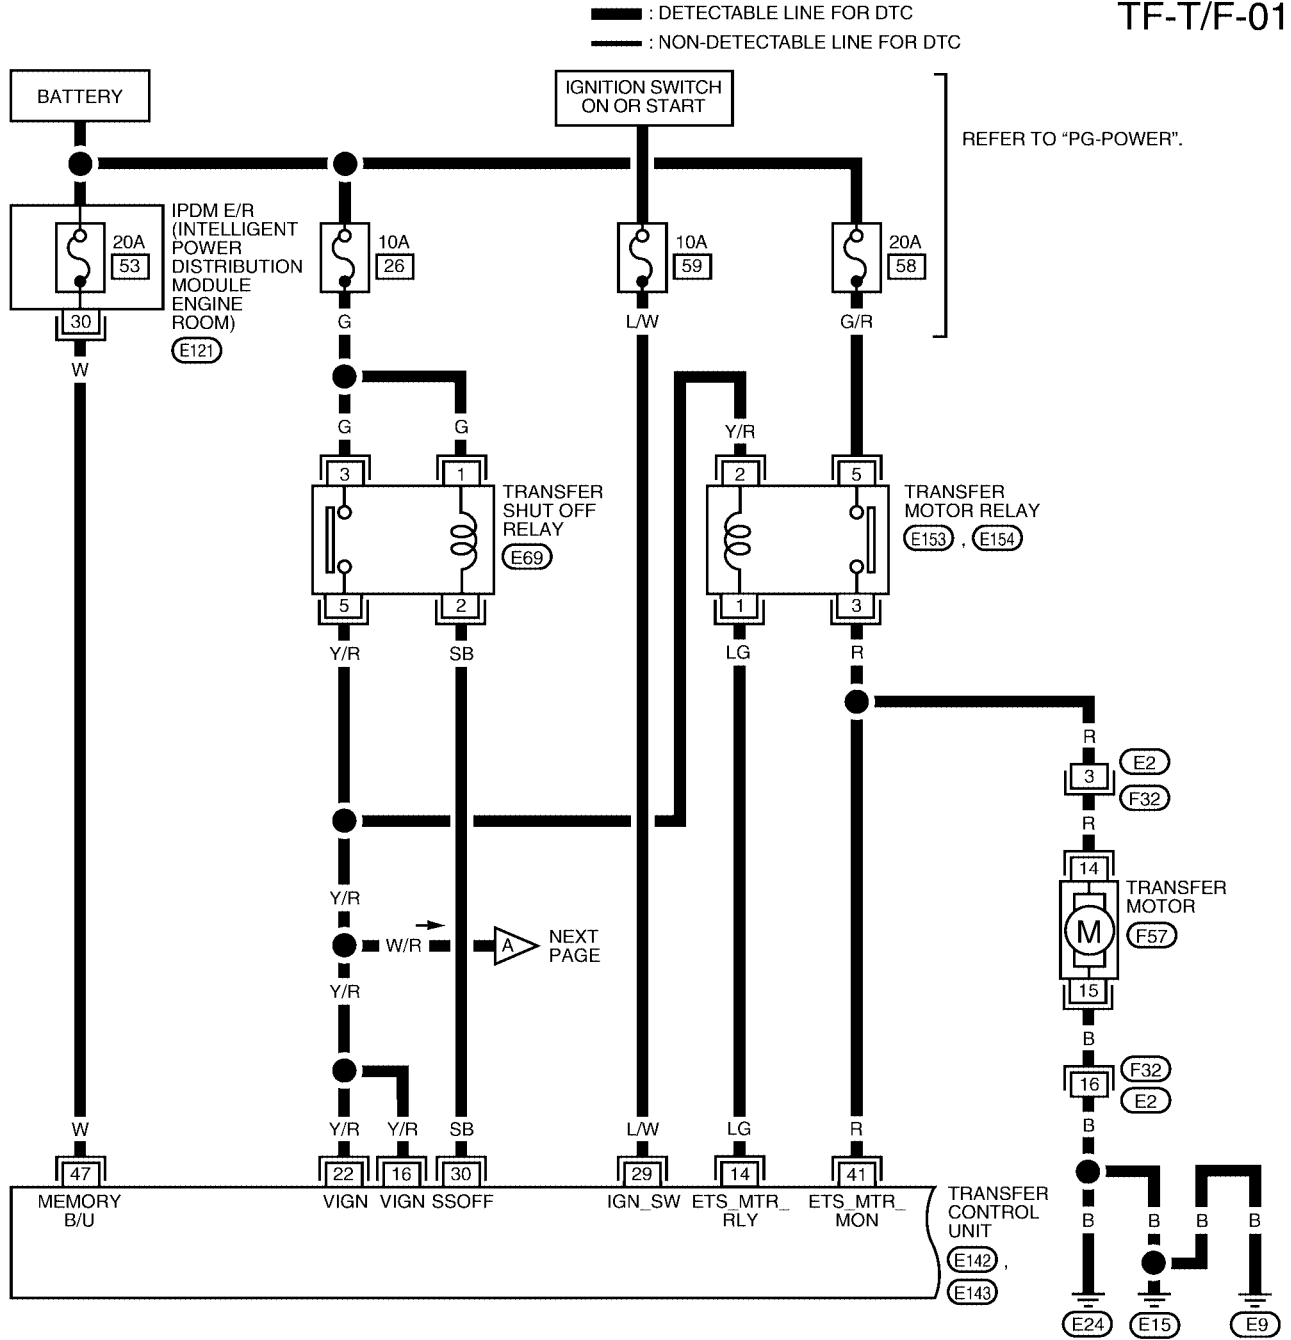 : DETECTABLE LINE FOR DTC
: NON-DETECTABLE LINE FOR DTC
TF-T/F-01
BATTERY
IGNITION SWITCH
ON OR START
REFER TO “PG-POWER”.
20A
53
IPDM E/R
(INTELLIGENT
POWER
DISTRIBUTION
MODULE
ENGINE
ROOM)
E121
10A
26
10A
59
20A
58
30
G
L/W
G/R
W
G
G
Y/R
3
1
2
5
TRANSFER
SHUT OFF
RELAY
E69
TRANSFER
MOTOR RELAY
E153 , E154
5
2
1
3
Y/R
SB
LG
R
R
3
E2
F32
R
14
TRANSFER
MOTOR
M
F57
15
Y/R
W/R
A
NEXT
PAGE
Y/R
B
16
F32
E2
B
W
Y/R
Y/R
SB
L/W
LG
R
47
22
16
30
29
14
41
MEMORY
B/U
VIGN
VIGN
SSOFF
IGN_SW
ETS_MTR_
RLY
ETS_MTR_
MON
TRANSFER
CONTROL
UNIT
E142 ,
E143
B
B
B
B
E24
E15
E9